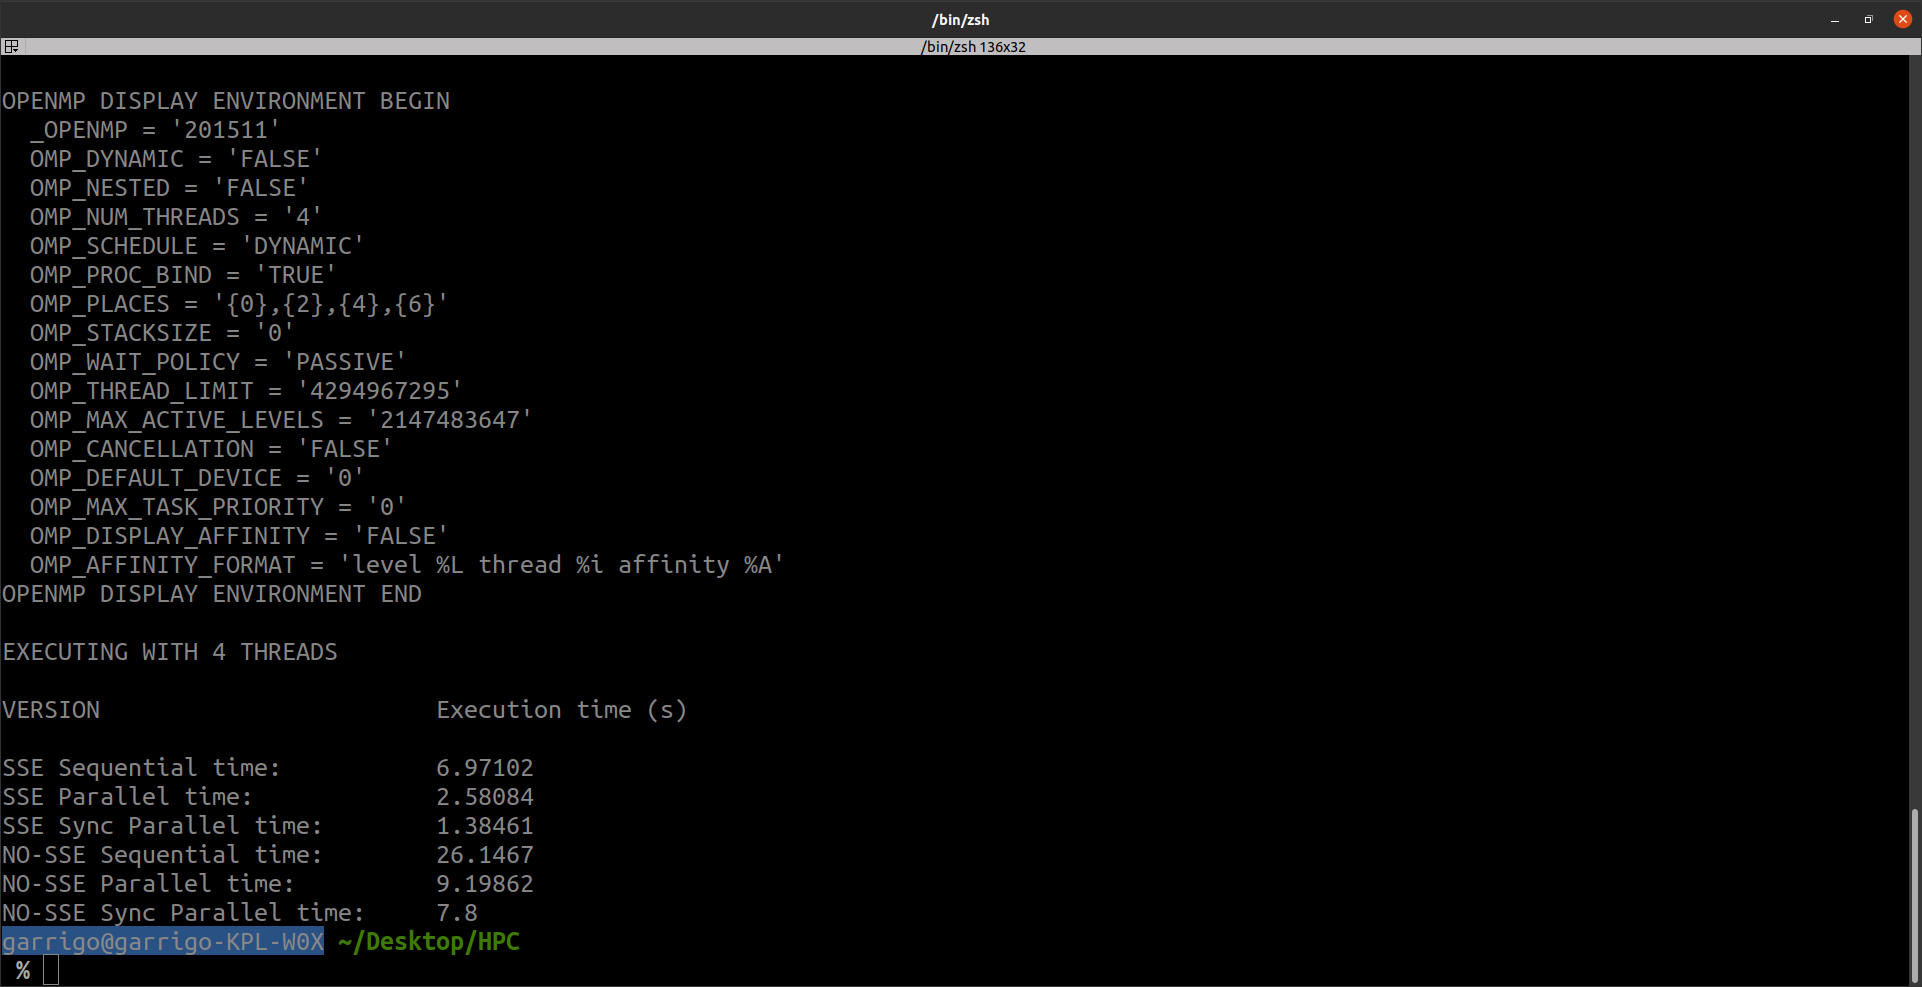 /bin/zsh
/bin/zsh 136x32
OPENMP DISPLAY ENVIRONMENT BEGIN
  _OPENMP = '201511'
  OMP_DYNAMIC = 'FALSE'
  OMP_NESTED = 'FALSE'
  OMP_NUM_THREADS = '4'
  OMP_SCHEDULE = 'DYNAMIC'
  OMP_PROC_BIND = 'TRUE'
  OMP_PLACES = '{0},{2},{4},{6}'
  OMP_STACKSIZE = '0'
  OMP_WAIT_POLICY = 'PASSIVE'
  OMP_THREAD_LIMIT = '4294967295'
  OMP_MAX_ACTIVE_LEVELS = '2147483647'
  OMP_CANCELLATION = 'FALSE'
  OMP_DEFAULT_DEVICE = '0'
  OMP_MAX_TASK_PRIORITY = '0'
  OMP_DISPLAY_AFFINITY = 'FALSE'
  OMP_AFFINITY_FORMAT = 'level %L thread %i affinity %A'
OPENMP DISPLAY ENVIRONMENT END
EXECUTING WITH 4 THREADS
VERSION                        Execution time (s)
SSE Sequential time:           6.97102
SSE Parallel time:             2.58084
SSE Sync Parallel time:        1.38461
NO-SSE Sequential time:        26.1467
NO-SSE Parallel time:          9.19862
NO-SSE Sync Parallel time:     7.8
garrigo@garrigo-KPL-W0X ~/Desktop/HPC
 %